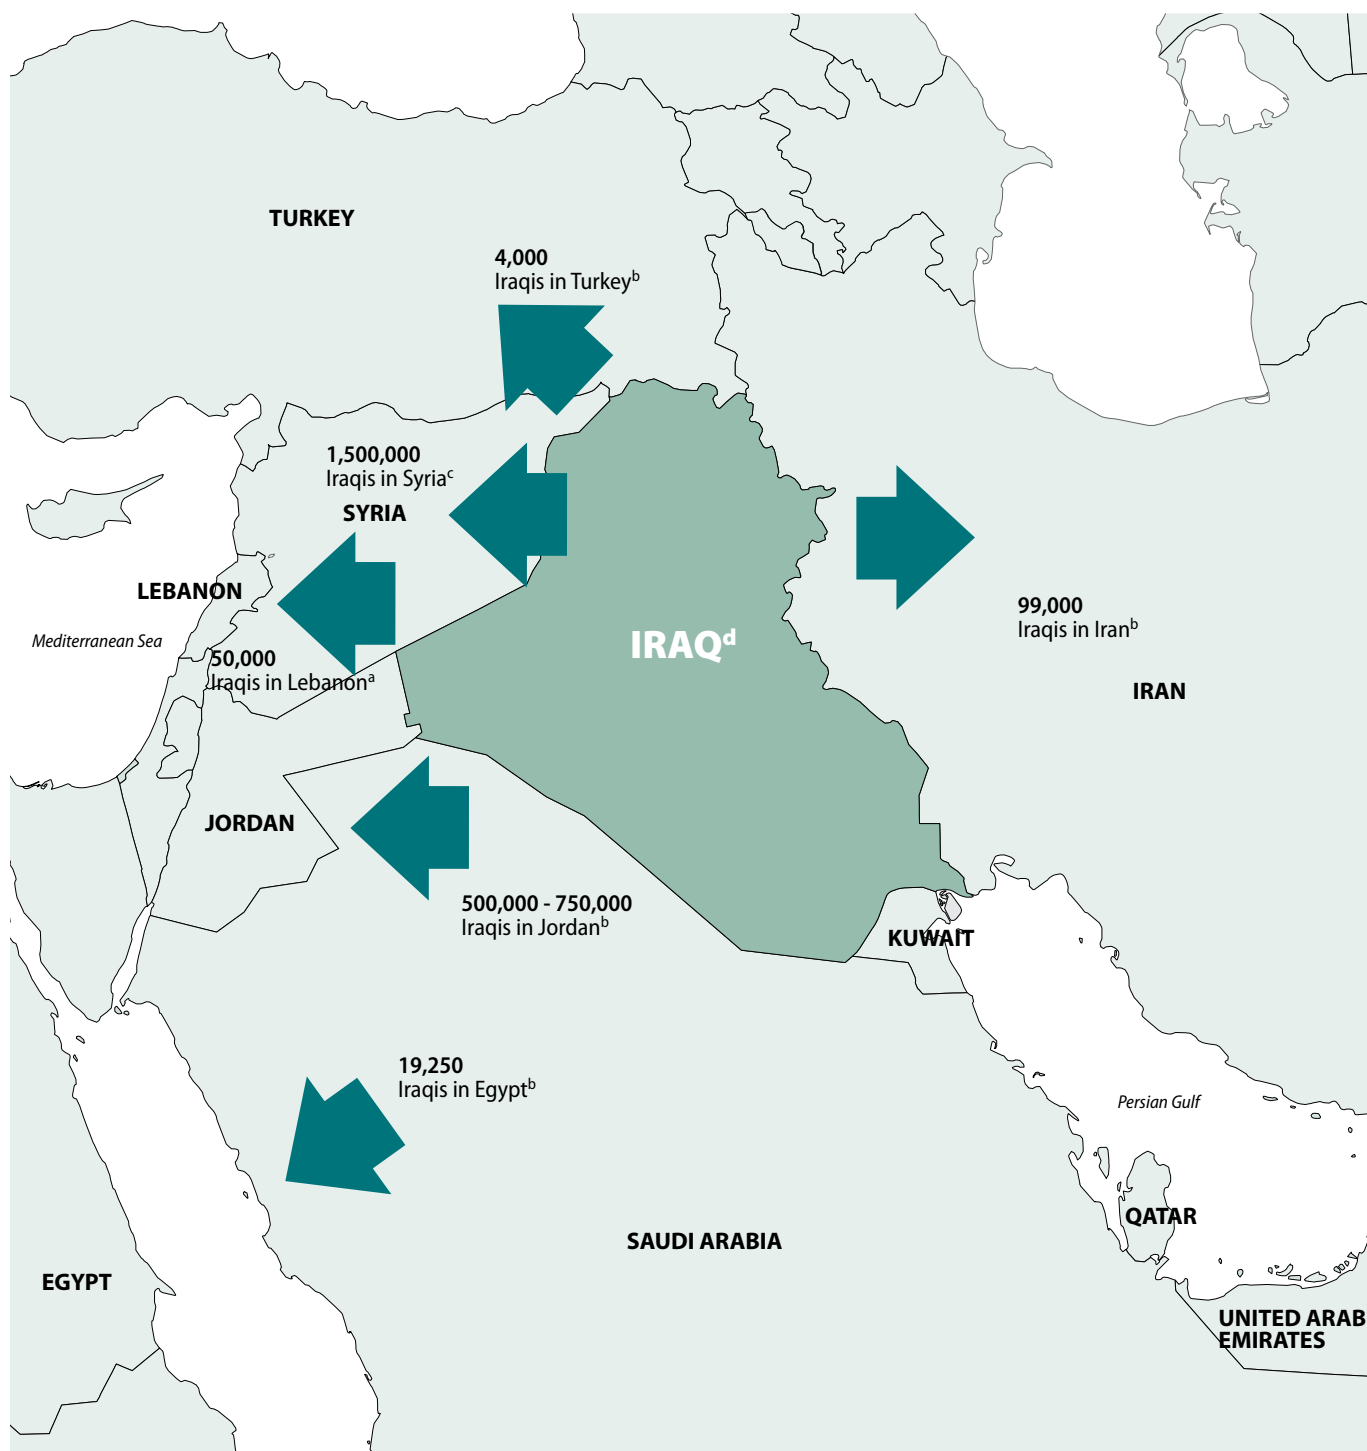 TURKEY
4,000
Iraqis in Turkeyᵇ
1,500,000
Iraqis in Syriaᶜ
SYRIA
LEBANON
Mediterranean Sea
50,000
Iraqis in Lebanonᵃ
IRAQᵈ
99,000
Iraqis in Iranᵇ
IRAN
JORDAN
500,000 - 750,000
Iraqis in Jordanᵇ
KUWAIT
19,250
Iraqis in Egyptᵇ
Persian Gulf
QATAR
SAUDI ARABIA
EGYPT
UNITED ARAB
EMIRATES